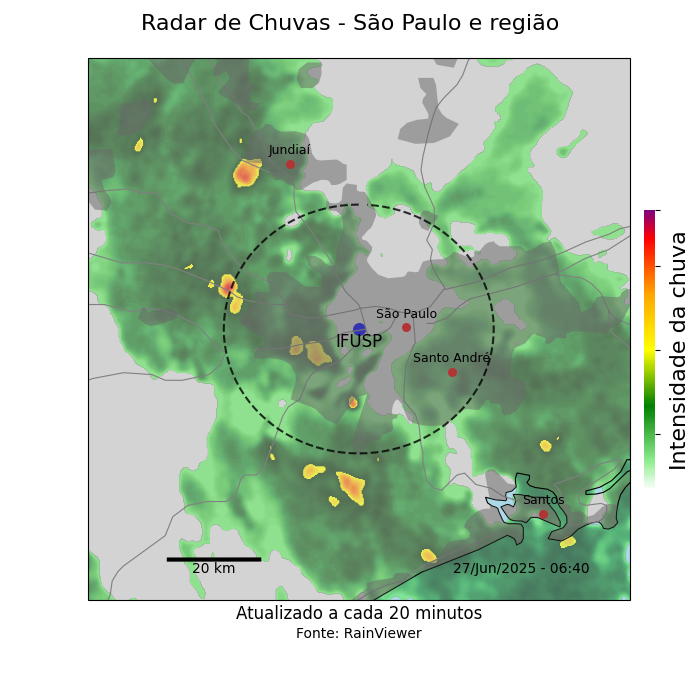 Radar de Chuvas - São Paulo e região
Jundiaí
São Paulo
IFUSP
Santo André
Santos
20 km
27/Jun/2025 - 06:40
Intensidade da chuva
Atualizado a cada 20 minutos
Fonte: RainViewer